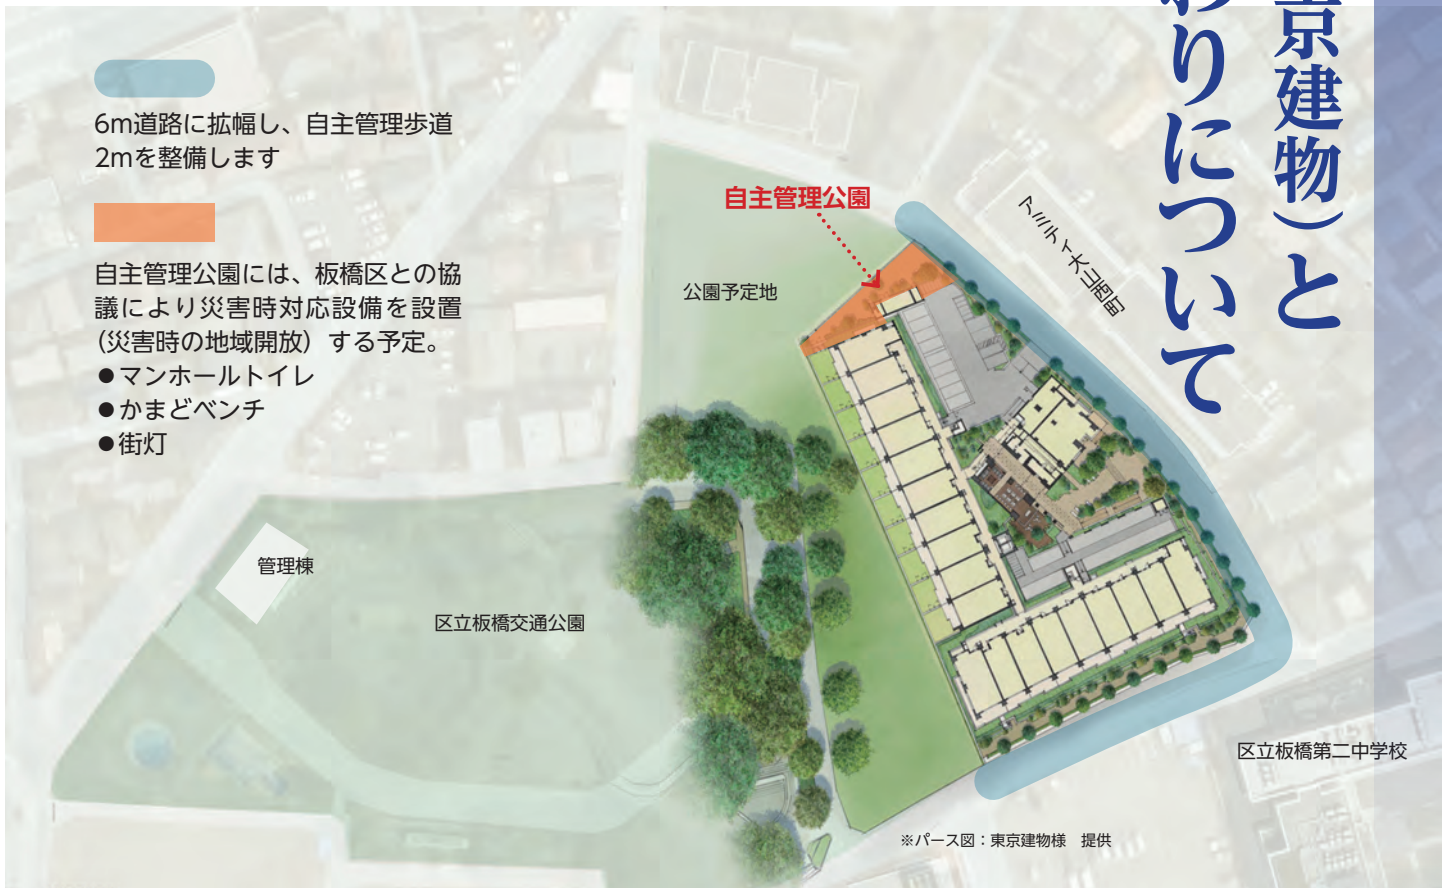 京建物）と
わりについて
6m道路に拡幅し、自主管理歩道
2mを整備します
自主管理公園には、板橋区との協
議により災害時対応設備を設置
（災害時の地域開放）する予定。
●マンホールトイレ
●かまどベンチ
●街灯
自主管理公園
公園予定地
アミティ大山西町
管理棟
区立板橋交通公園
区立板橋第二中学校
※パース図：東京建物様　提供